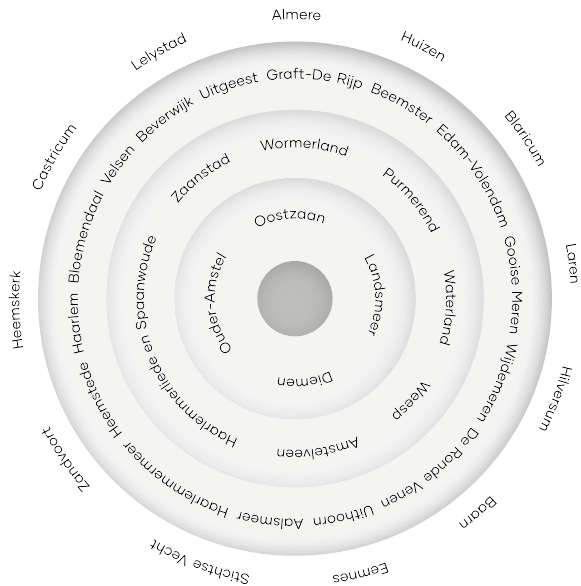 Almere
Huizen
Blaricum
Laren
Hilversum
Baarn
Eemnes
Stichtse Vecht
Zandvoort
Heemskerk
Castricum
Lelystad
Graft-De Rijp
Beemster
Edam-Volendam
Gooise Meren
Wijdemeren
De Ronde Venen
Uithoorn
Aalsmeer
Haarlemmermeer
Heemstede
Haarlem
Bloemendaal
Velsen
Beverwijk
Uitgeest
Wormerland
Purmerend
Waterland
Weesp
Amstelveen
Haarlemmerliede en Spaanwoude
Zaanstad
Oostzaan
Landsmeer
Diemen
Ouder-Amstel